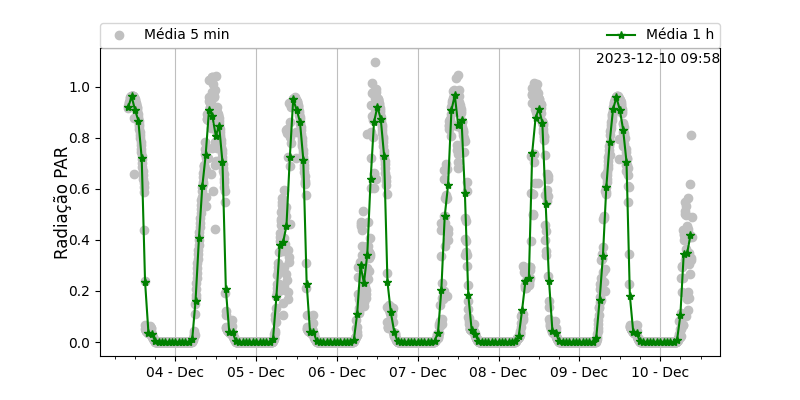 Média 5 min
Média 1 h
2023-12-10 09:58
Radiação PAR
1.0
0.8
0.6
0.4
0.2
0.0
04 - Dec
05 - Dec
06 - Dec
07 - Dec
08 - Dec
09 - Dec
10 - Dec